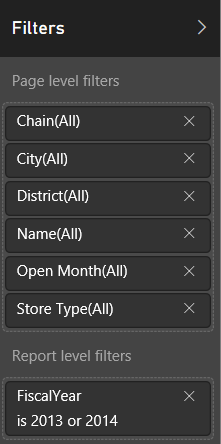 Filters
Page level filters
Chain(All)
City(All)
District(All)
Name(All)
Open Month(All)
Store Type(All)
Report level filters
FiscalYear
is 2013 or 2014